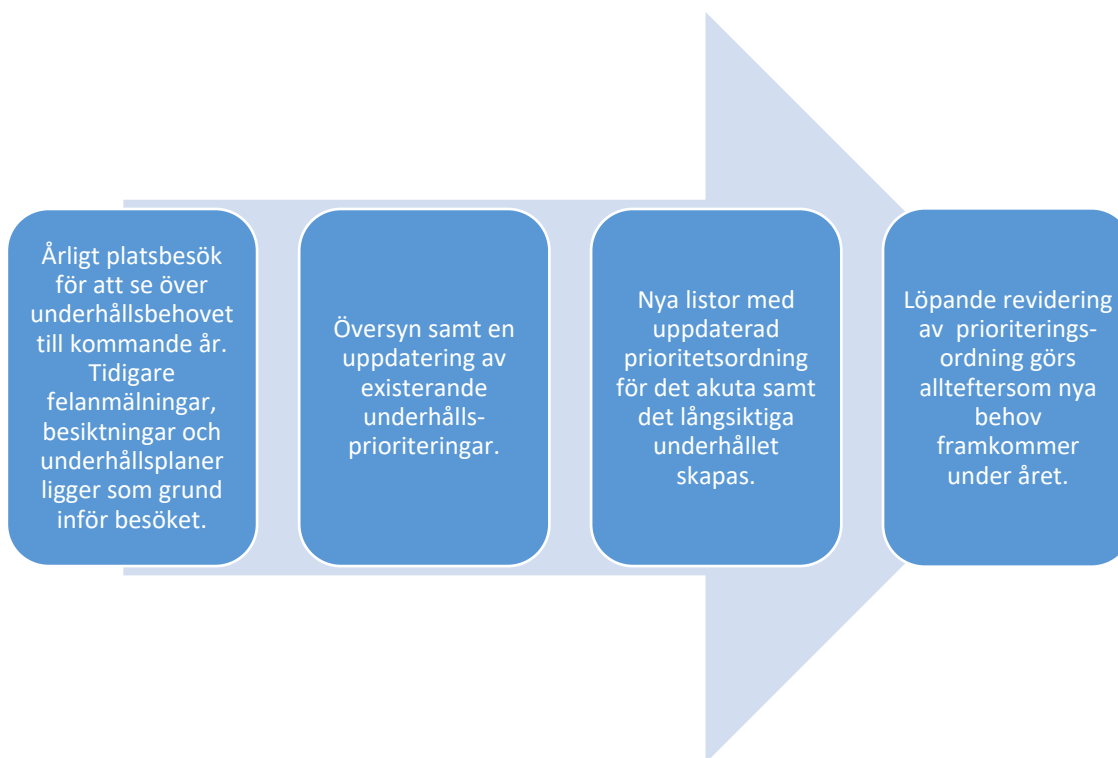 Årligt platsbesök
för att se över
underhållsbehovet
till kommande år.
Tidigare
felanmälningar,
besiktningar och
underhållsplaner
ligger som grund
inför besöket.
Översyn samt en
uppdatering av
existerande
underhålls-
prioriteringar.
Nya listor med
uppdaterad
prioritetsordning
för det akuta samt
det långsiktiga
underhållet
skapas.
Löpande revidering
av prioriterings-
ordning görs
allteftersom nya
behov
framkommer
under året.